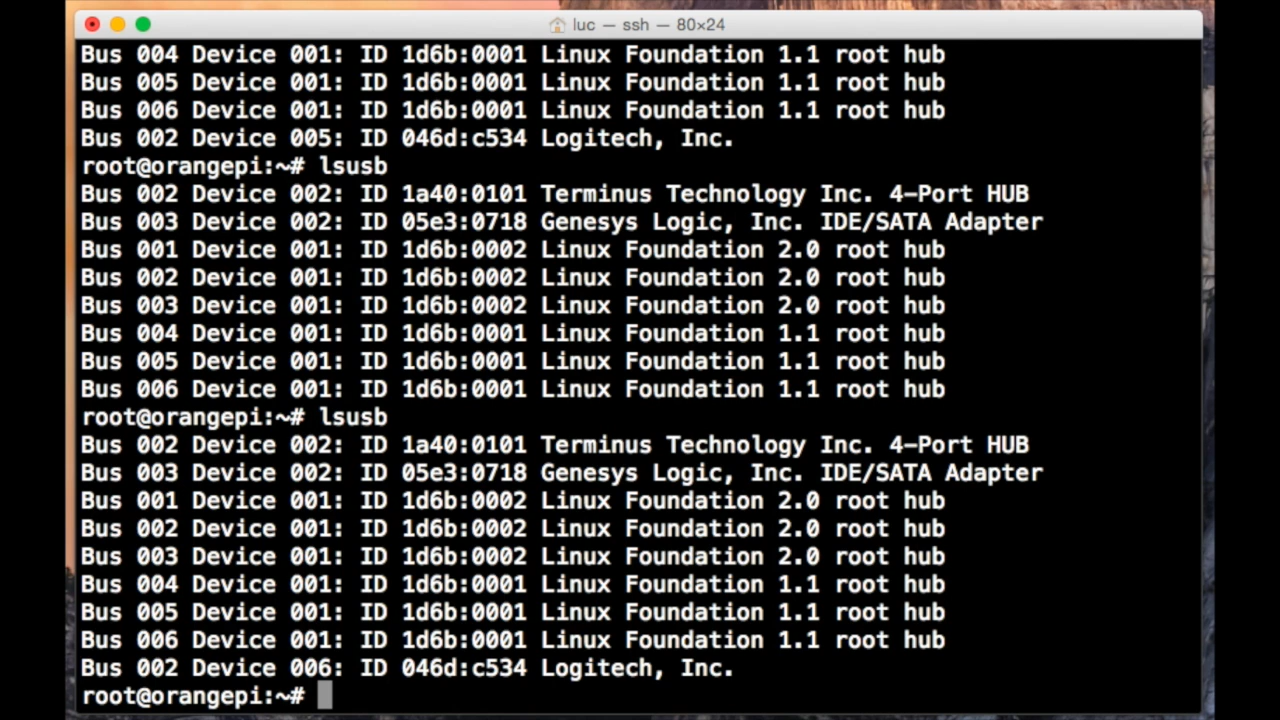 luc — ssh — 80×24
Bus 004 Device 001: ID 1d6b:0001 Linux Foundation 1.1 root hub
Bus 005 Device 001: ID 1d6b:0001 Linux Foundation 1.1 root hub
Bus 006 Device 001: ID 1d6b:0001 Linux Foundation 1.1 root hub
Bus 002 Device 005: ID 046d:c534 Logitech, Inc.
root@orangepi:~# lsusb
Bus 002 Device 002: ID 1a40:0101 Terminus Technology Inc. 4-Port HUB
Bus 003 Device 002: ID 05e3:0718 Genesys Logic, Inc. IDE/SATA Adapter
Bus 001 Device 001: ID 1d6b:0002 Linux Foundation 2.0 root hub
Bus 002 Device 001: ID 1d6b:0002 Linux Foundation 2.0 root hub
Bus 003 Device 001: ID 1d6b:0002 Linux Foundation 2.0 root hub
Bus 004 Device 001: ID 1d6b:0001 Linux Foundation 1.1 root hub
Bus 005 Device 001: ID 1d6b:0001 Linux Foundation 1.1 root hub
Bus 006 Device 001: ID 1d6b:0001 Linux Foundation 1.1 root hub
root@orangepi:~# lsusb
Bus 002 Device 002: ID 1a40:0101 Terminus Technology Inc. 4-Port HUB
Bus 003 Device 002: ID 05e3:0718 Genesys Logic, Inc. IDE/SATA Adapter
Bus 001 Device 001: ID 1d6b:0002 Linux Foundation 2.0 root hub
Bus 002 Device 001: ID 1d6b:0002 Linux Foundation 2.0 root hub
Bus 003 Device 001: ID 1d6b:0002 Linux Foundation 2.0 root hub
Bus 004 Device 001: ID 1d6b:0001 Linux Foundation 1.1 root hub
Bus 005 Device 001: ID 1d6b:0001 Linux Foundation 1.1 root hub
Bus 006 Device 001: ID 1d6b:0001 Linux Foundation 1.1 root hub
Bus 002 Device 006: ID 046d:c534 Logitech, Inc.
root@orangepi:~#